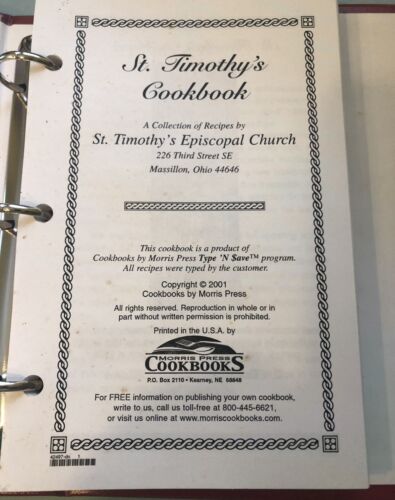 St. Timothy's
Cookbook
A Collection of Recipes by
St. Timothy's Episcopal Church
226 Third Street SE
Massillon, Ohio 44646
This cookbook is a product of
Cookbooks by Morris Press Type 'N $ave™ program.
All recipes were typed by the customer.
Copyright © 2001
Cookbooks by Morris Press
All rights reserved. Reproduction in whole or in
part without written permission is prohibited.
Printed in the U.S.A. by
MORRIS PRESS
COOKBOOKS
P.O. Box 2110 • Kearney, NE 68848
For FREE information on publishing your own cookbook,
write to us, call us toll-free at 800-445-6621,
or visit us online at www.morriscookbooks.com.
42497-dn 1